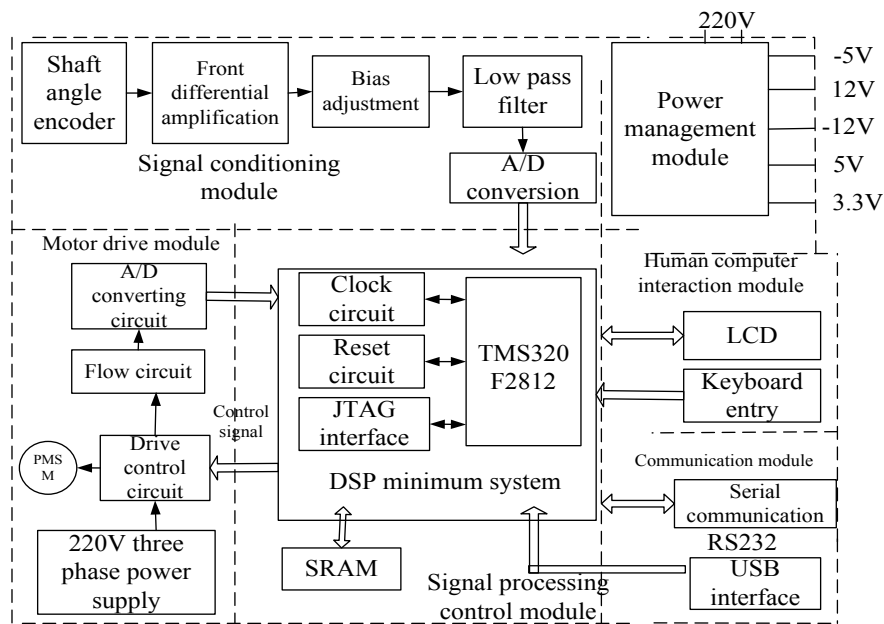 220V
Shaft
angle
encoder
Front
differential
amplification
Bias
adjustment
Low pass
filter
Signal conditioning
module
A/D
conversion
Power
management
module
-5V
12V
-12V
5V
3.3V
Motor drive module
A/D
converting
circuit
Flow circuit
Control
signal
PMS
M
Drive
control
circuit
220V three
phase power
supply
Clock
circuit
Reset
circuit
JTAG
interface
TMS320
F2812
DSP minimum system
SRAM
Signal processing
control module
Human computer
interaction module
LCD
Keyboard
entry
Communication module
Serial
communication
RS232
USB
interface